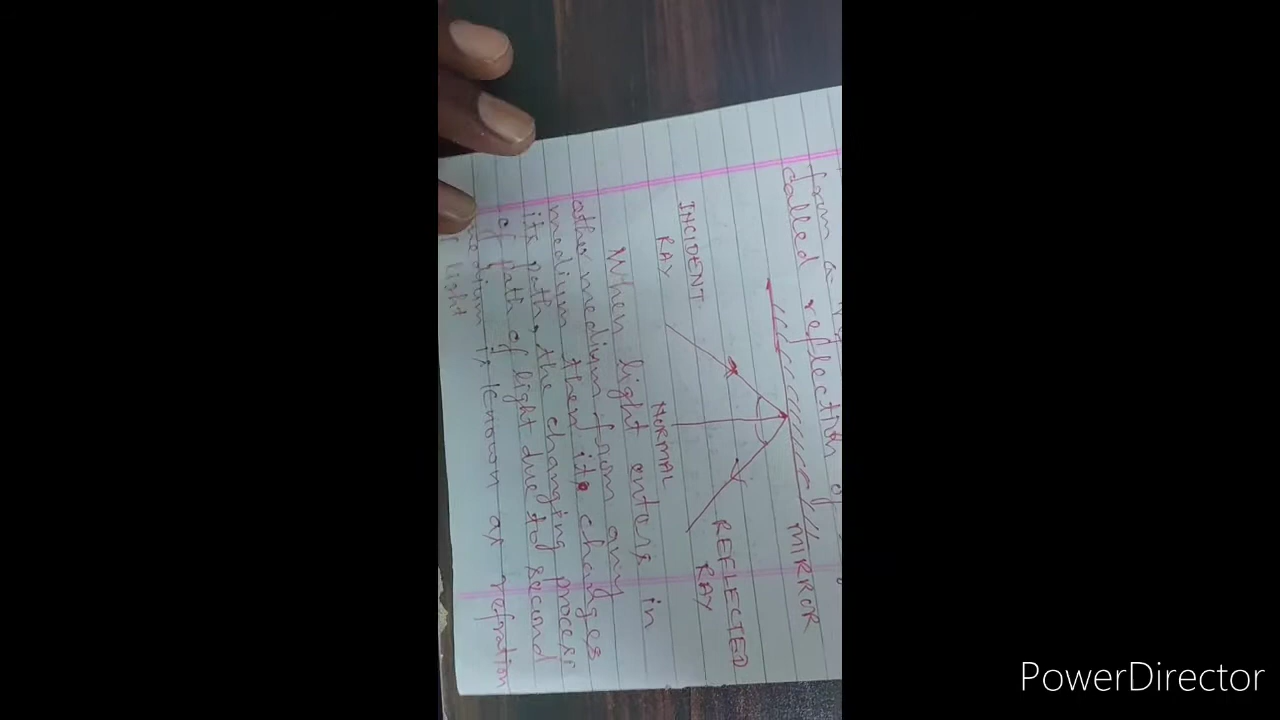 from a
called reflection of
MIRROR
INCIDENT
RAY
NORMAL
REFLECTED
RAY
When light enters in
other medium from any
medium then it changes
its path, the changing process
of path of light due to second
medium is known as refration
light
PowerDirector